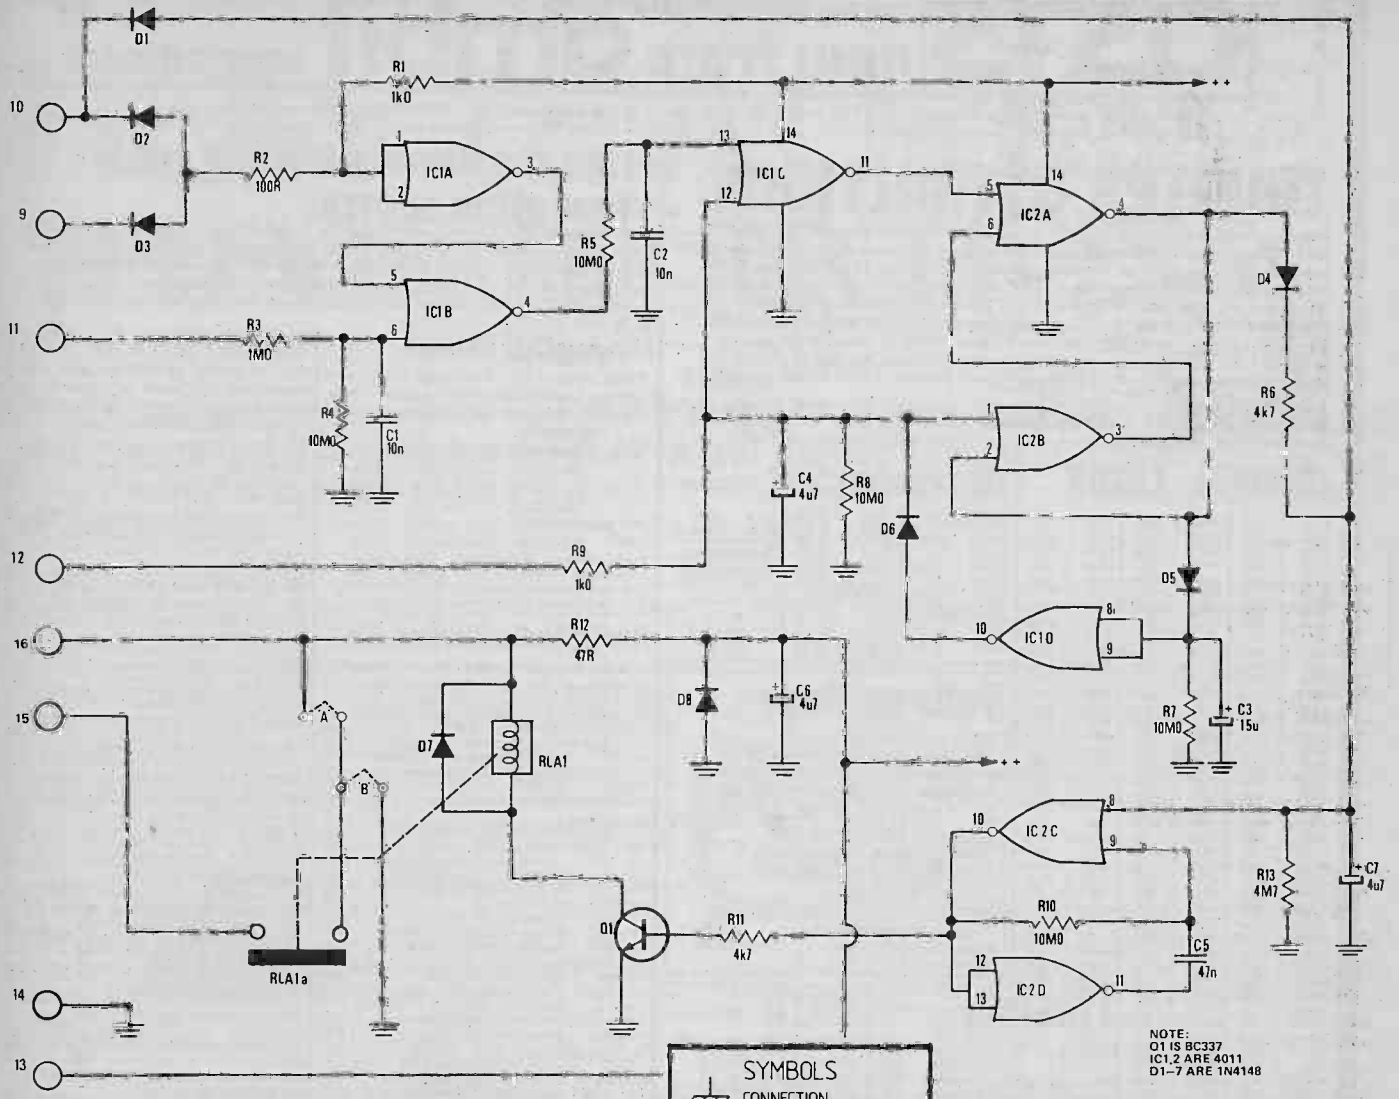 D1
R1
1k0
++
10
D2
R2
100R
1
2
IC1A
3
13
14
12
IC1C
11
5
6
14
IC2A
4
9
D3
R5
10M0
C2
10n
D4
5
6
IC1B
4
11
R3
1M0
R4
10M0
C1
10n
R6
4k7
1
2
IC2B
3
+
C4
4u7
R8
10M0
D6
12
R9
1k0
D5
16
R12
47R
10
IC1D
8
9
15
A
B
D7
RLA1
D8
+
C6
4u7
R7
10M0
+
C3
15u
++
10
IC2C
8
9
R13
4M7
+
C7
4u7
Q1
R11
4k7
R10
10M0
C5
47n
12
13
IC2D
11
RLA1a
14
13
NOTE:
Q1 IS BC337
IC1,2 ARE 4011
D1-7 ARE 1N4148
SYMBOLS
CONNECTION